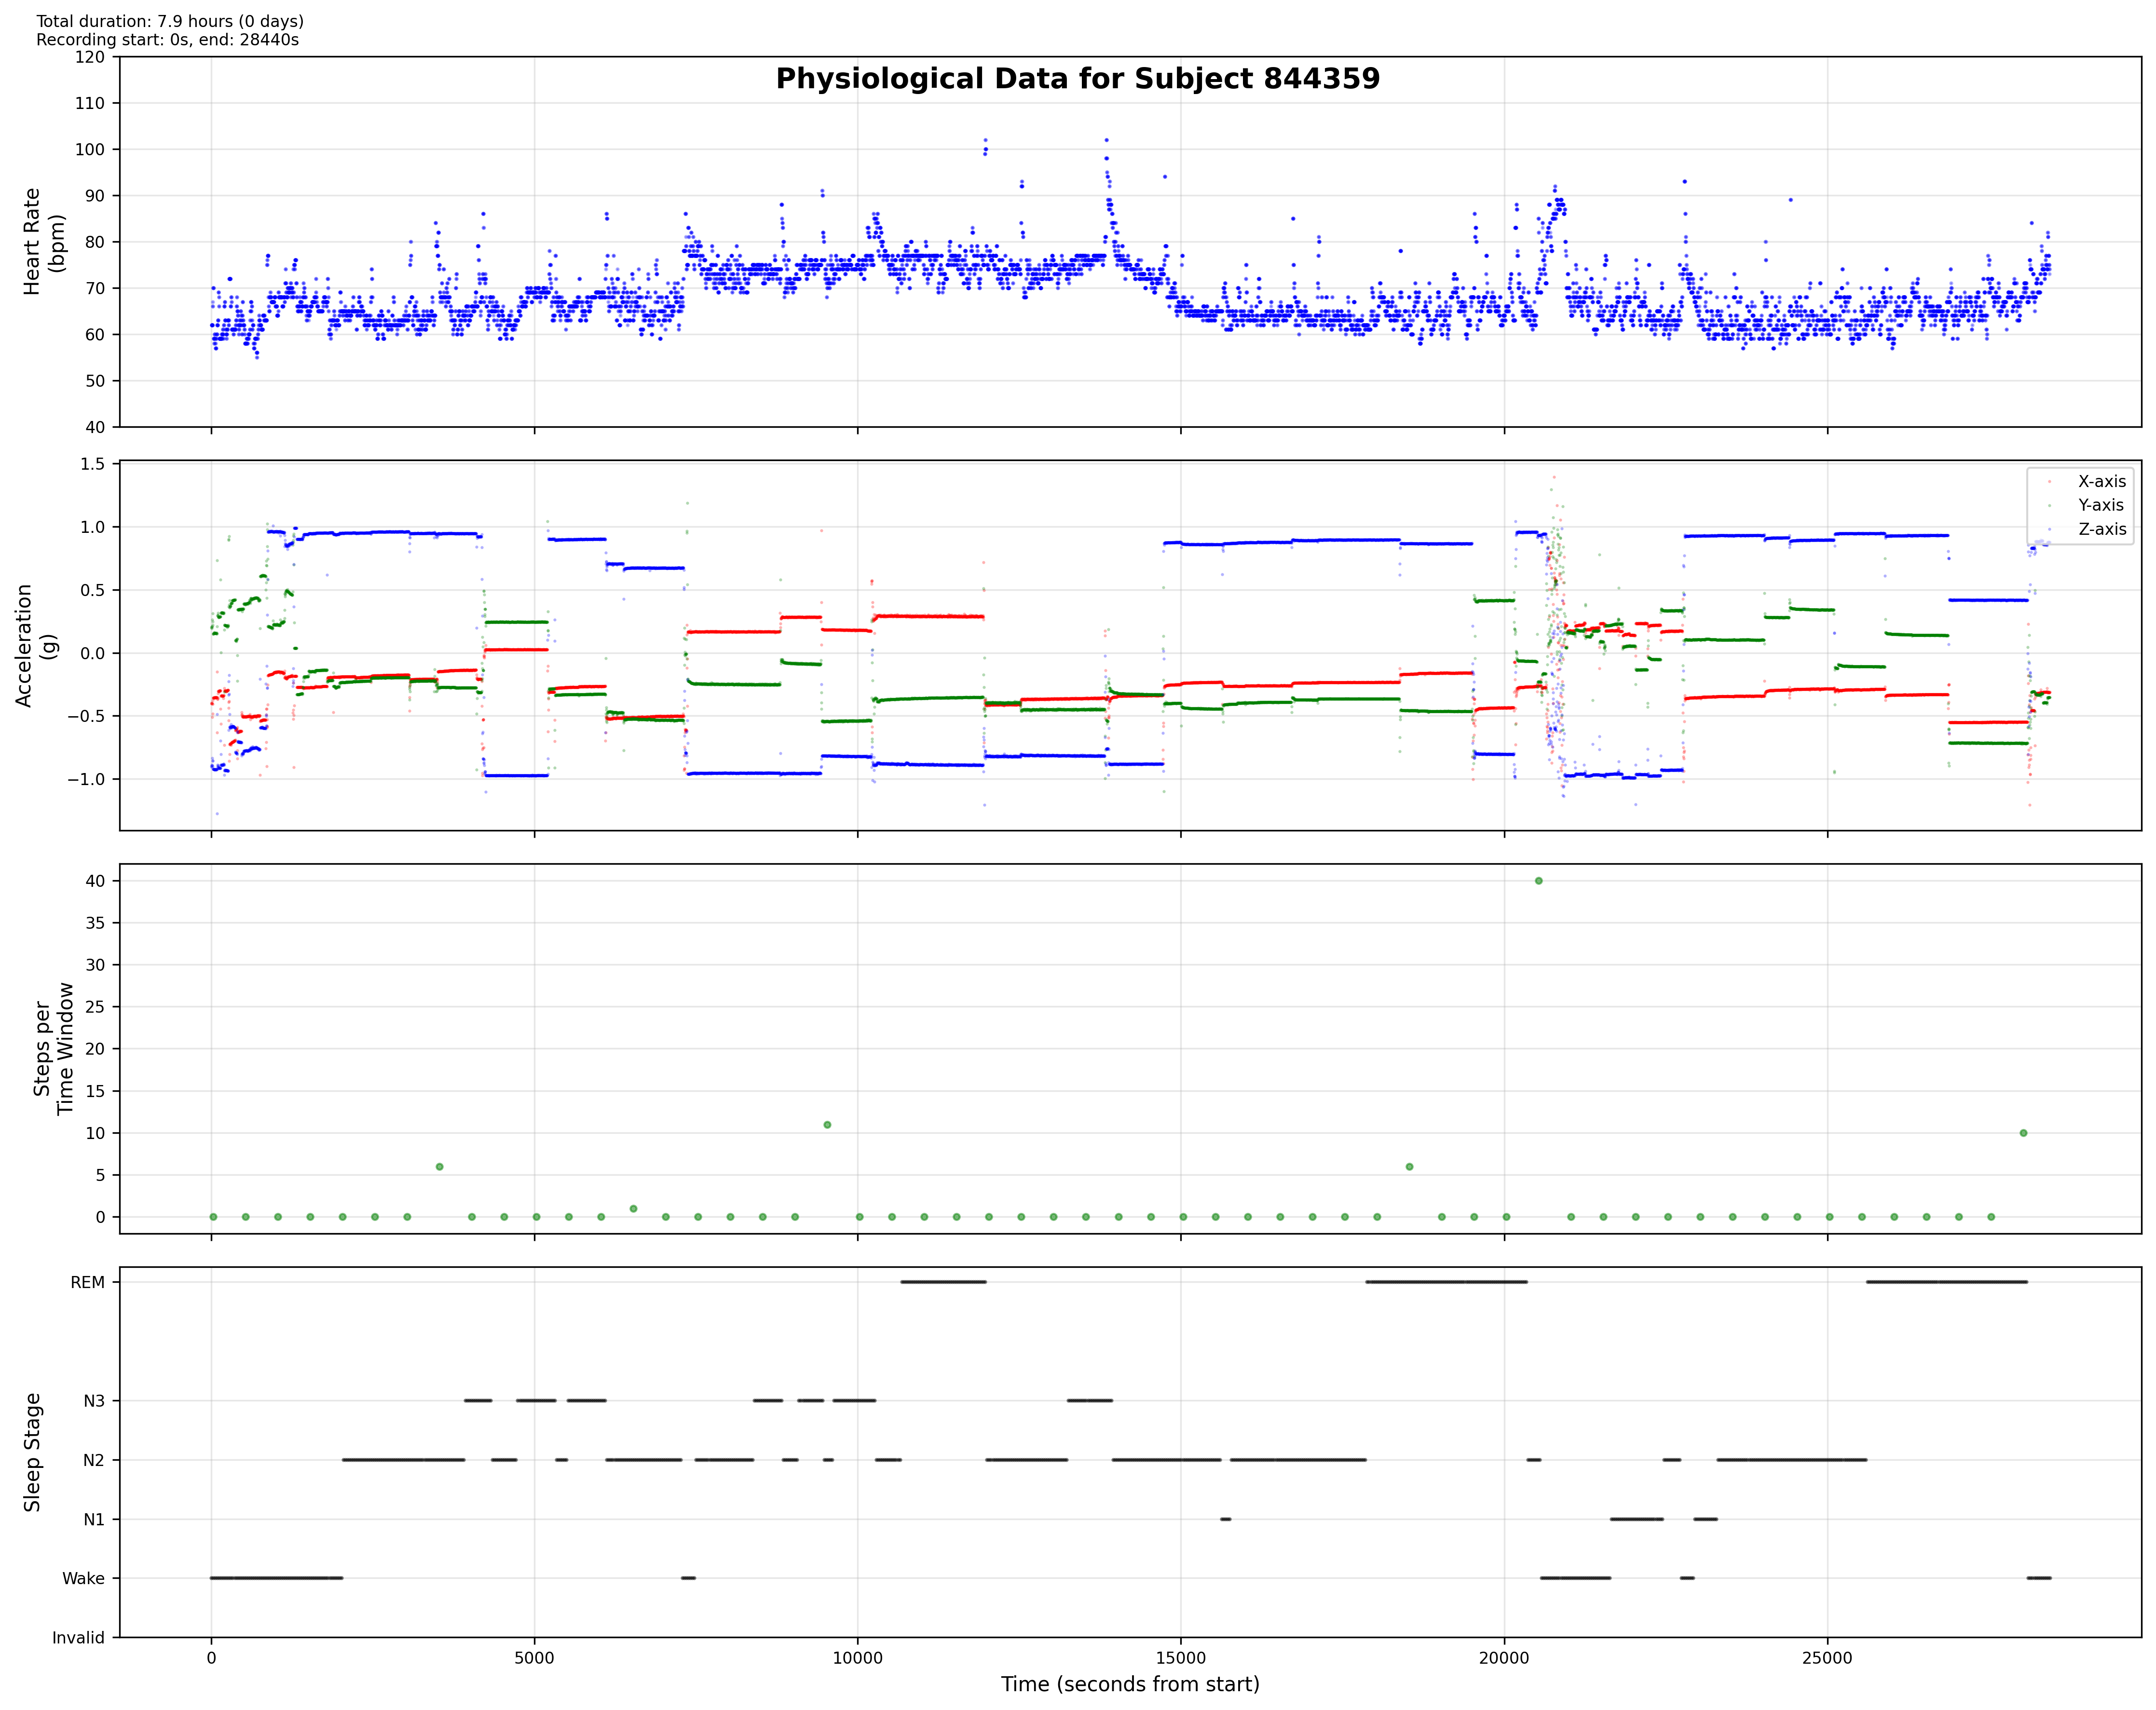 Total duration: 7.9 hours (0 days)
Recording start: 0s, end: 28440s
Physiological Data for Subject 844359
120
110
100
90
80
70
60
50
40
Heart Rate
(bpm)
1.5
1.0
0.5
0.0
−0.5
−1.0
Acceleration
(g)
X-axis
Y-axis
Z-axis
40
35
30
25
20
15
10
5
0
Steps per
Time Window
REM
N3
N2
N1
Wake
Invalid
Sleep Stage
0
5000
10000
15000
20000
25000
Time (seconds from start)